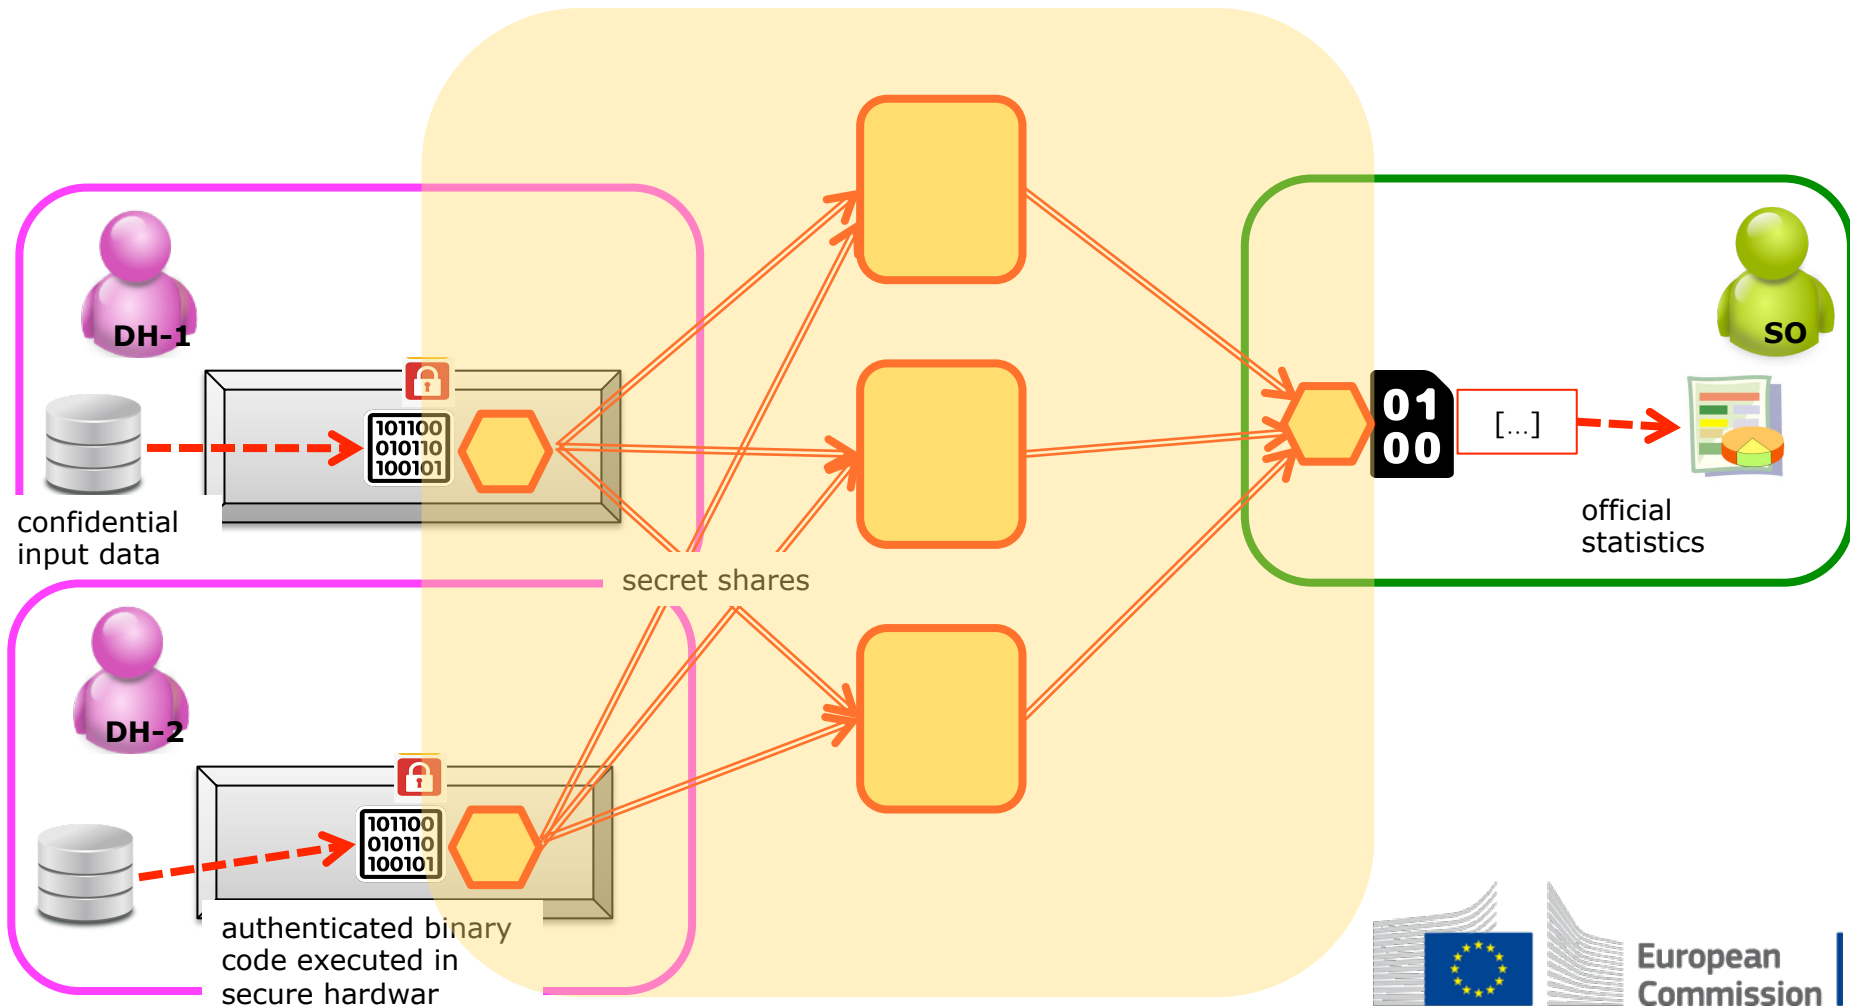 DH-1
101100
010110
100101
confidential
input data
secret shares
DH-2
101100
010110
100101
authenticated binary
code executed in
secure hardwar
SO
01
00
[...]
official
statistics
European
Commission